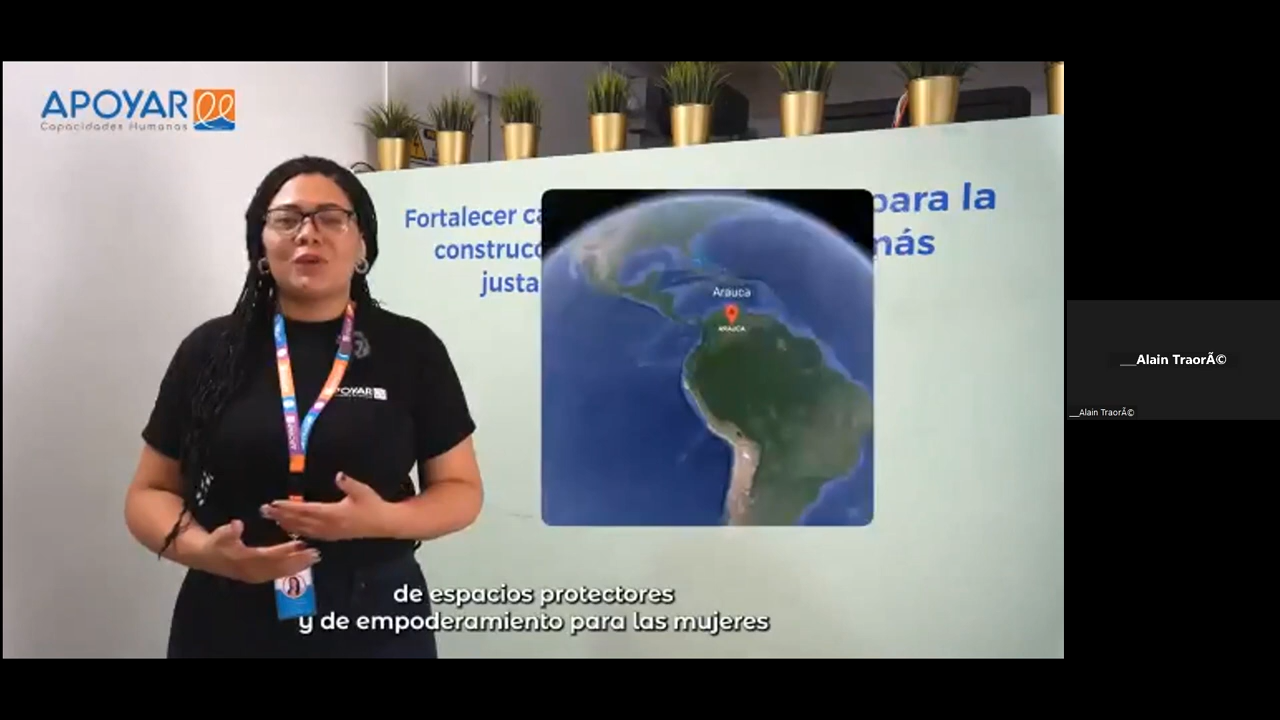 APOYAR
Capacidades Humanas
Fortalecer ca
para la
construcc
más
justa
Arauca
ARAUCA
APOYAR
de espacios protectores
y de empoderamiento para las mujeres
__Alain TraorÃ©
__Alain TraorÃ©